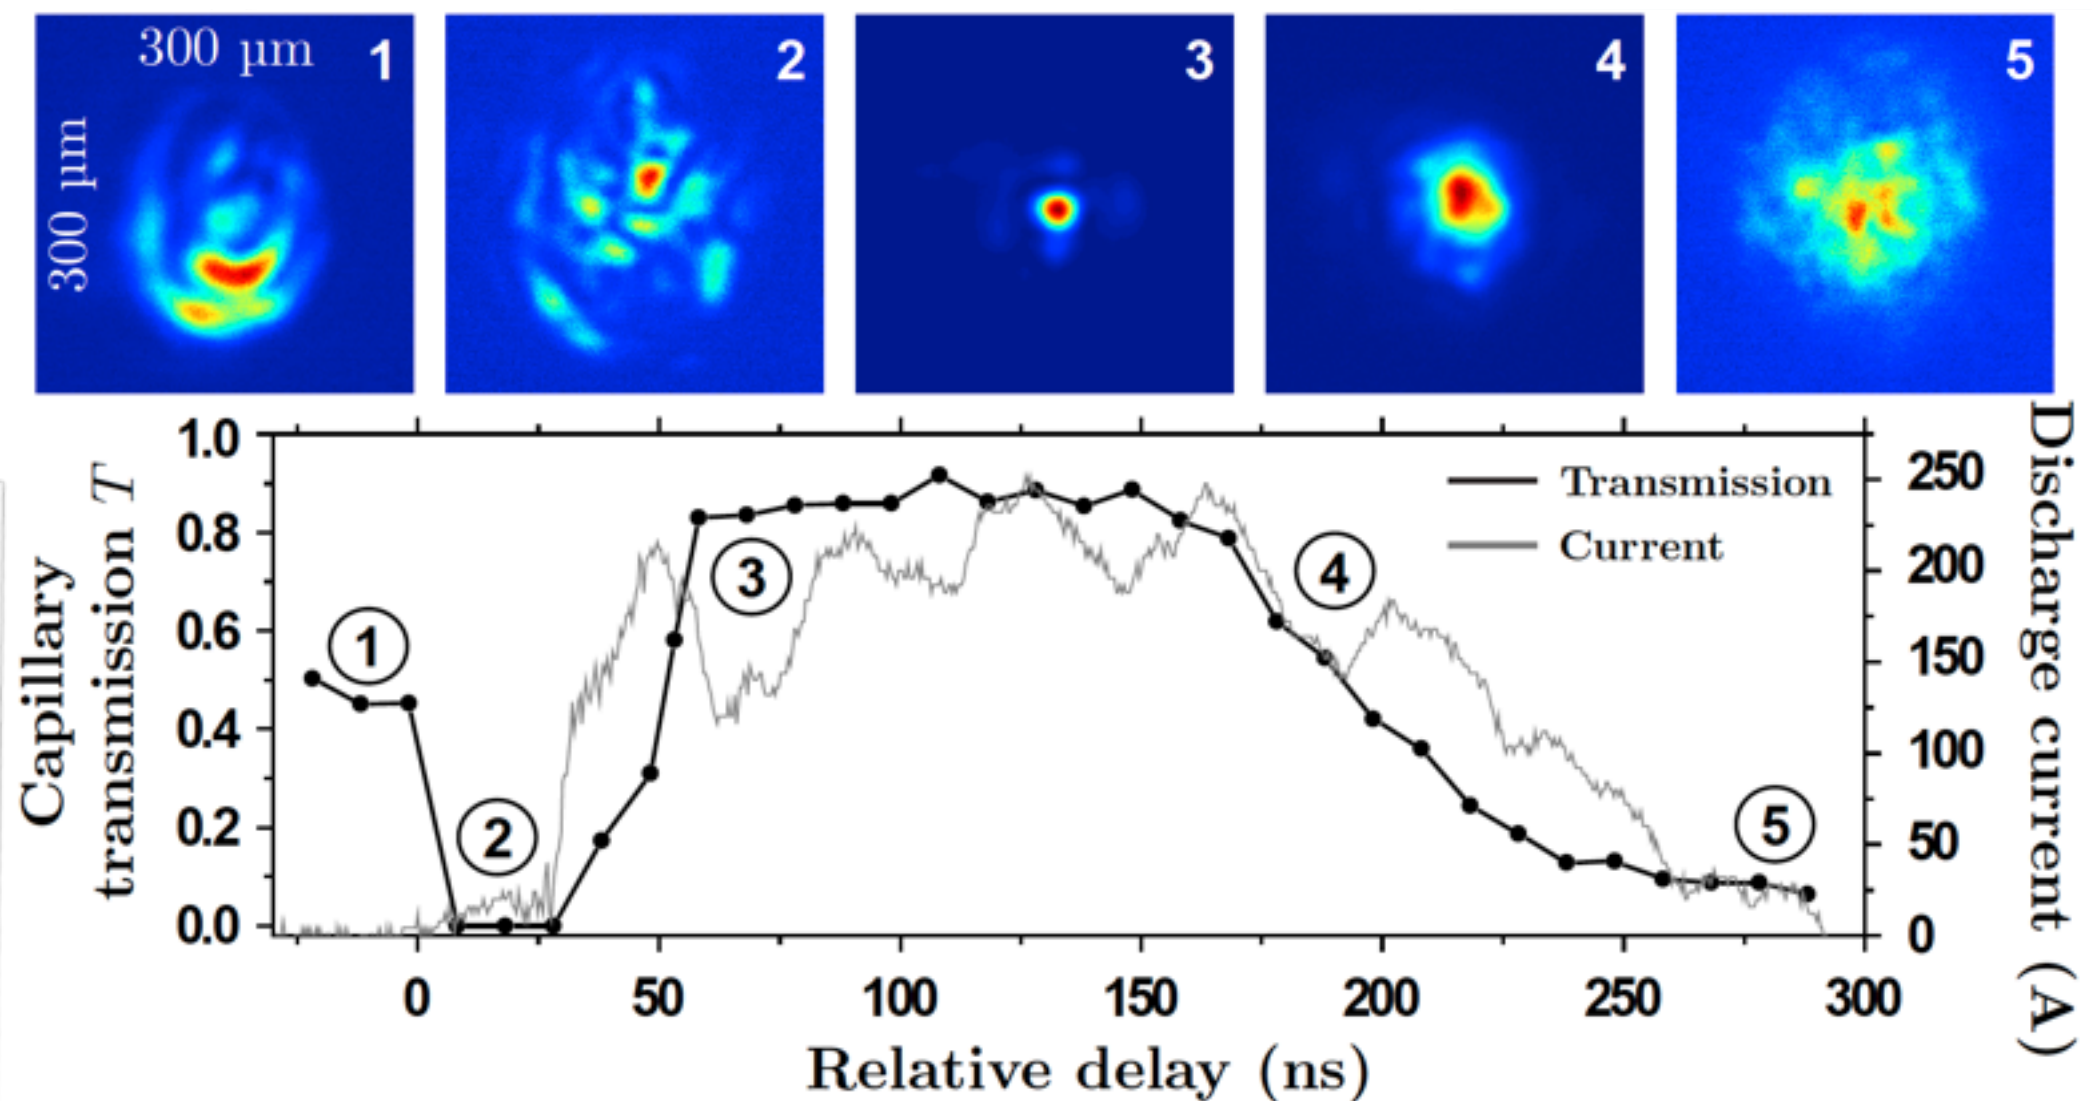 300 µm
1
300 µm
2
3
4
5
Capillary
transmission T
1.0
0.8
0.6
0.4
0.2
0.0
1
2
3
4
5
Transmission
Current
250
200
150
100
50
0
Discharge current (A)
0 50 100 150 200 250 300
Relative delay (ns)